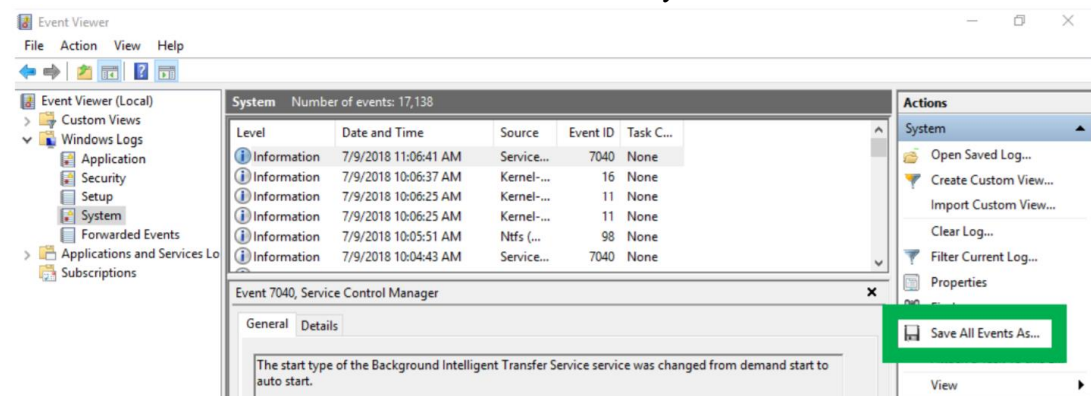 Event Viewer
File Action View Help
Event Viewer (Local)
Custom Views
Windows Logs
Application
Security
Setup
System
Forwarded Events
Applications and Services Lo
Subscriptions
System Number of events: 17,138
Level Date and Time Source Event ID Task C...
Information 7/9/2018 11:06:41 AM Service... 7040 None
Information 7/9/2018 10:06:37 AM Kernel-... 16 None
Information 7/9/2018 10:06:25 AM Kernel-... 11 None
Information 7/9/2018 10:06:25 AM Kernel-... 11 None
Information 7/9/2018 10:05:51 AM Ntfs (... 98 None
Information 7/9/2018 10:04:43 AM Service... 7040 None
Event 7040, Service Control Manager
General Details
The start type of the Background Intelligent Transfer Service service was changed from demand start to
auto start.
Actions
System
Open Saved Log...
Create Custom View...
Import Custom View...
Clear Log...
Filter Current Log...
Properties
Save All Events As...
View